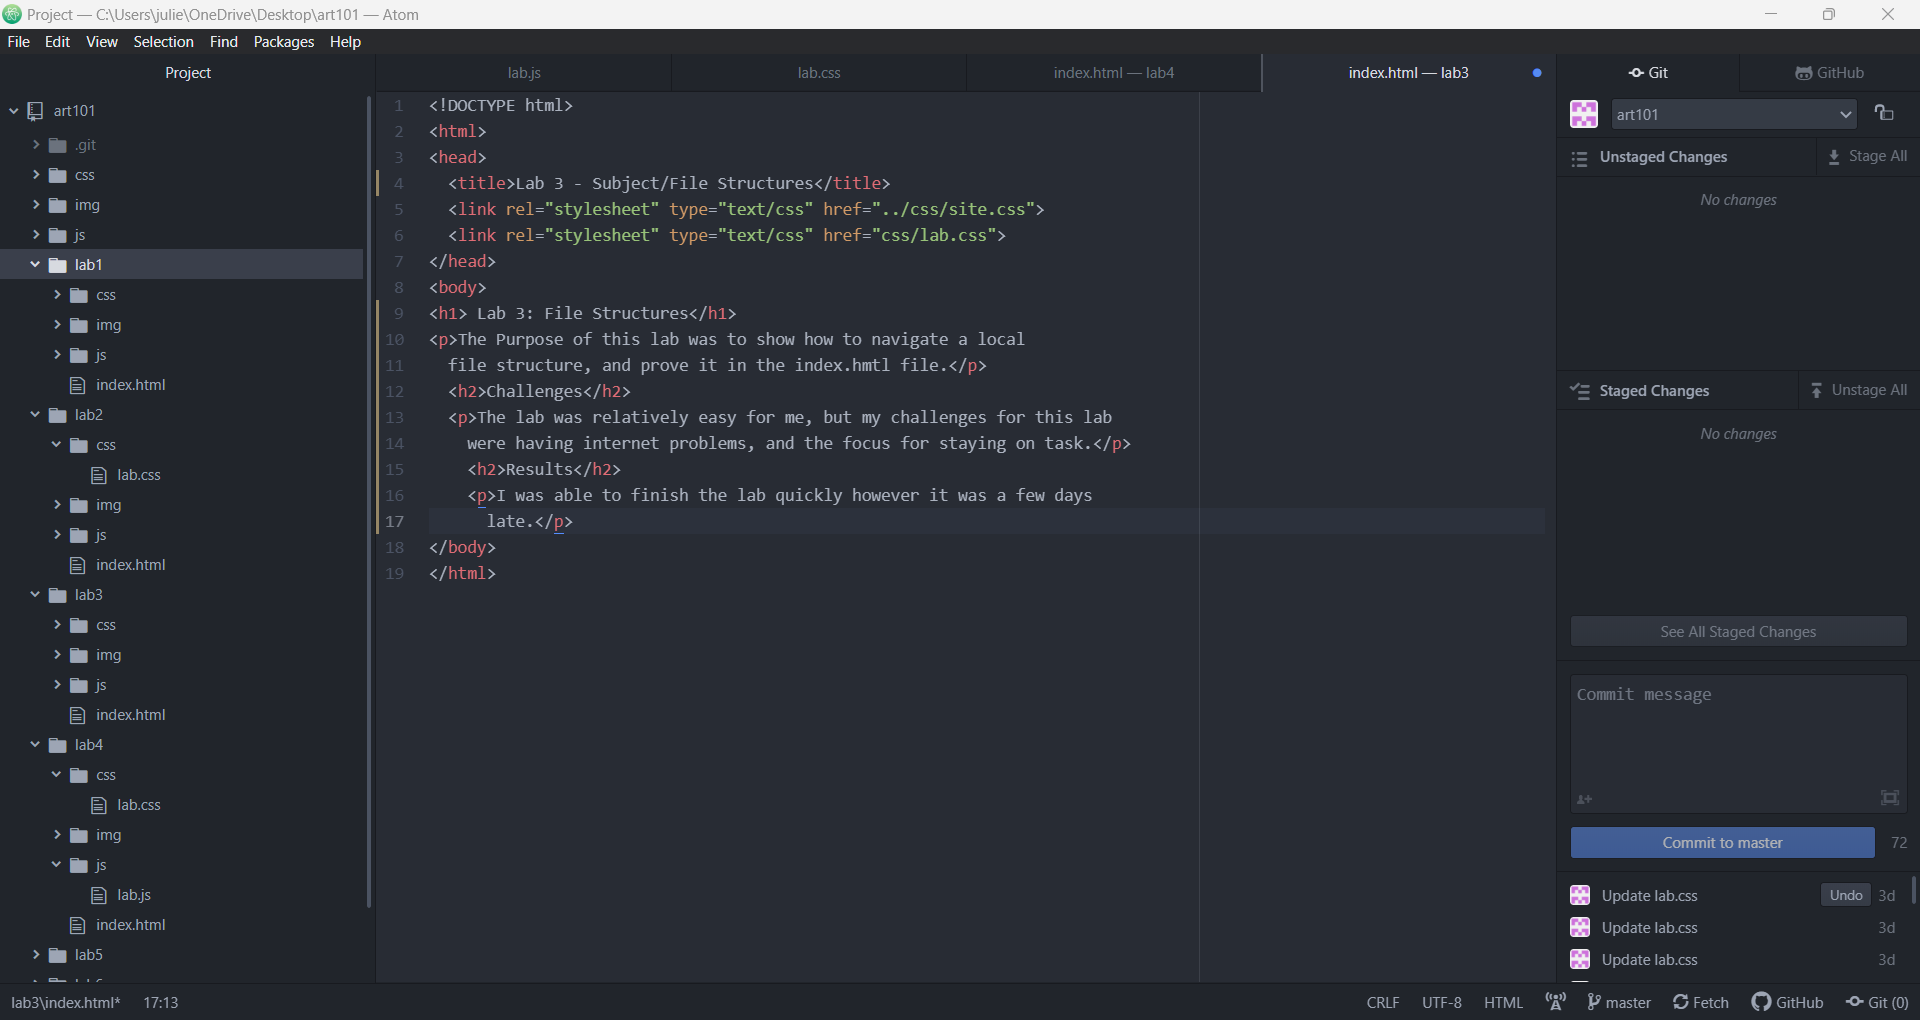 Project — C:\Users\julie\OneDrive\Desktop\art101 — Atom
File Edit View Selection Find Packages Help
Project
art101
.git
css
img
js
lab1
css
img
js
index.html
lab2
css
lab.css
img
js
index.html
lab3
css
img
js
index.html
lab4
css
lab.css
img
js
lab.js
index.html
lab5
lab.js lab.css index.html — lab4 index.html — lab3
1 <!DOCTYPE html>
2 <html>
3 <head>
4 <title>Lab 3 - Subject/File Structures</title>
5 <link rel="stylesheet" type="text/css" href="../css/site.css">
6 <link rel="stylesheet" type="text/css" href="css/lab.css">
7 </head>
8 <body>
9 <h1> Lab 3: File Structures</h1>
10 <p>The Purpose of this lab was to show how to navigate a local
11 file structure, and prove it in the index.hmtl file.</p>
12 <h2>Challenges</h2>
13 <p>The lab was relatively easy for me, but my challenges for this lab
14 were having internet problems, and the focus for staying on task.</p>
15 <h2>Results</h2>
16 <p>I was able to finish the lab quickly however it was a few days
17 late.</p>
18 </body>
19 </html>
Git GitHub
art101
Unstaged Changes Stage All
No changes
Staged Changes Unstage All
No changes
See All Staged Changes
Commit message
Commit to master 72
Update lab.css Undo 3d
Update lab.css 3d
Update lab.css 3d
lab3\index.html* 17:13 CRLF UTF-8 HTML master Fetch GitHub Git (0)